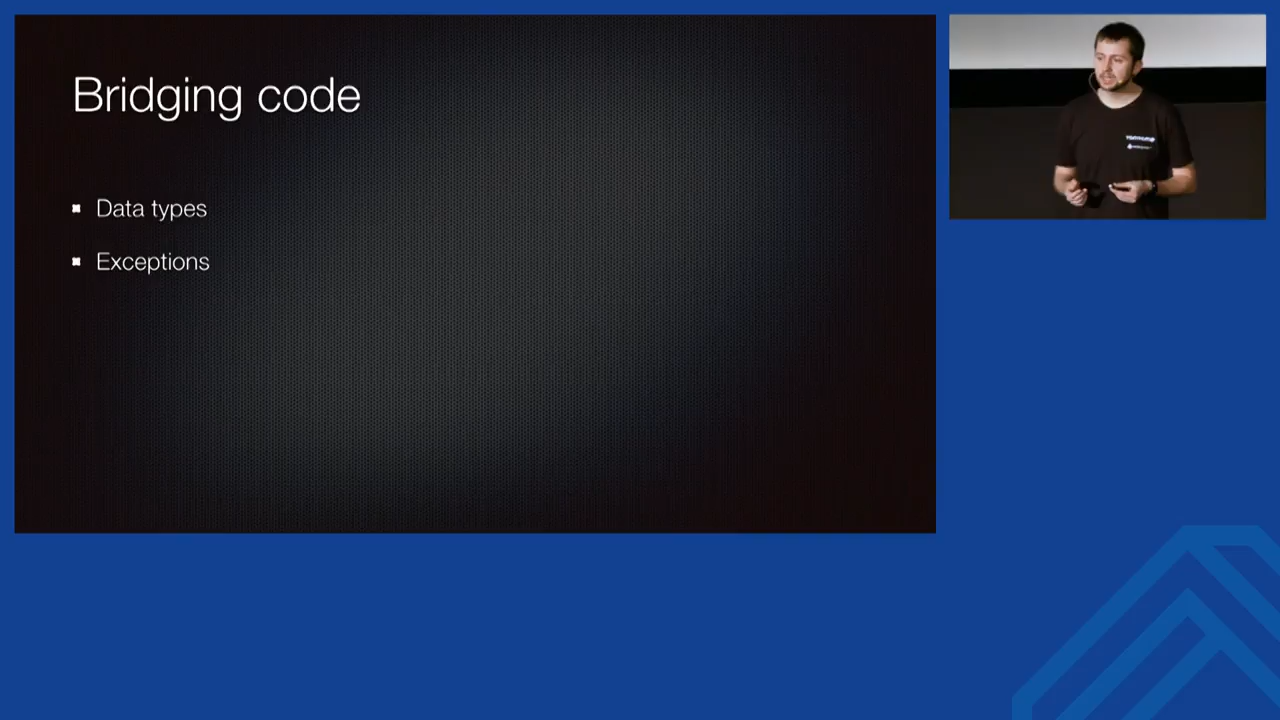 Bridging code
Data types
Exceptions